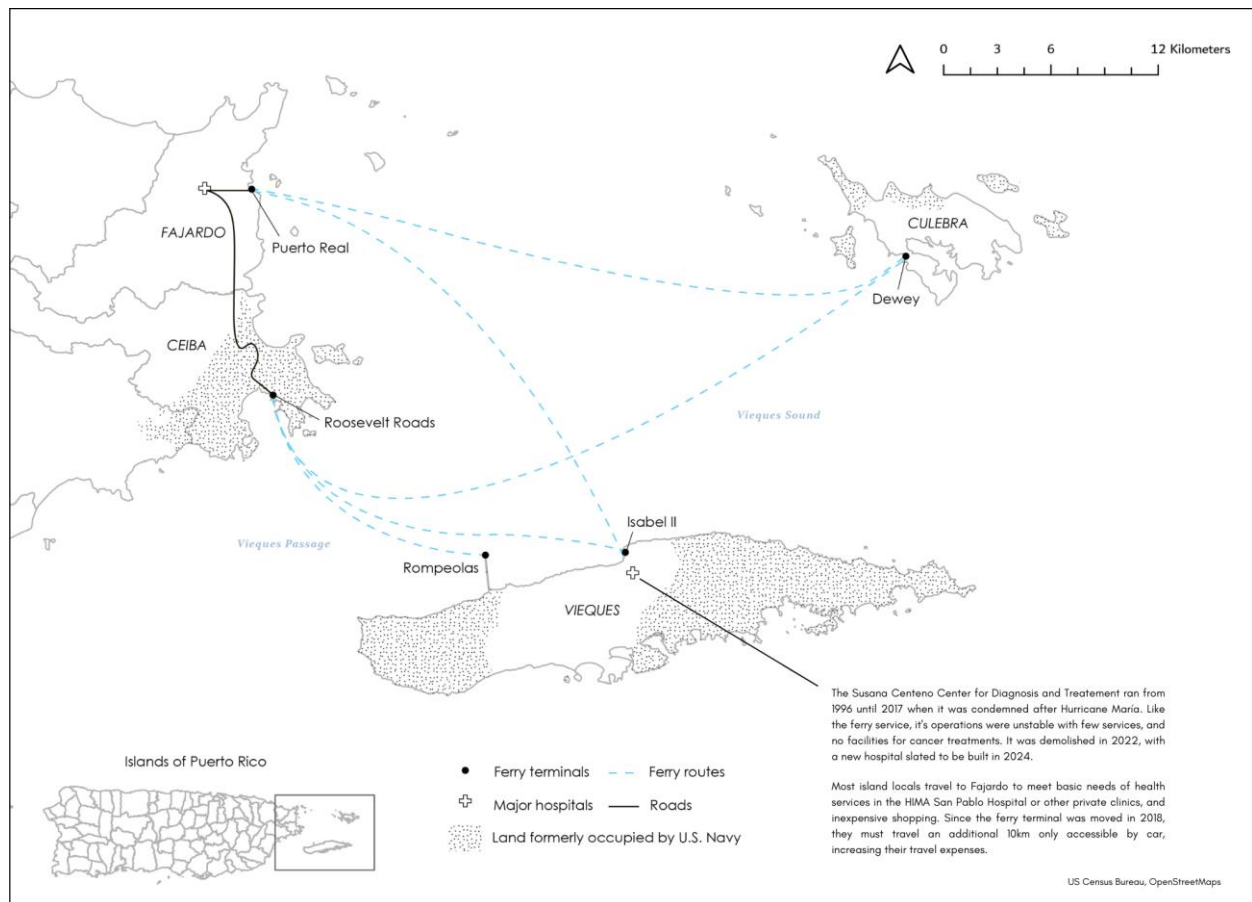 0 3 6 12 Kilometers
FAJARDO
Puerto Real
CULEBRA
Dewey
CEIBA
Roosevelt Roads
Vieques Sound
Vieques Passage
Isabel II
Rompeolas
VIEQUES
The Susana Centeno Center for Diagnosis and Treatement ran from
1996 until 2017 when it was condemned after Hurricane María. Like
the ferry service, it's operations were unstable with few services, and
no facilities for cancer treatments. It was demolished in 2022, with
a new hospital slated to be built in 2024.
Most island locals travel to Fajardo to meet basic needs of health
services in the HIMA San Pablo Hospital or other private clinics, and
inexpensive shopping. Since the ferry terminal was moved in 2018,
they must travel an additional 10km only accessible by car,
increasing their travel expenses.
Islands of Puerto Rico
Ferry terminals
Ferry routes
Major hospitals
Roads
Land formerly occupied by U.S. Navy
US Census Bureau, OpenStreetMaps